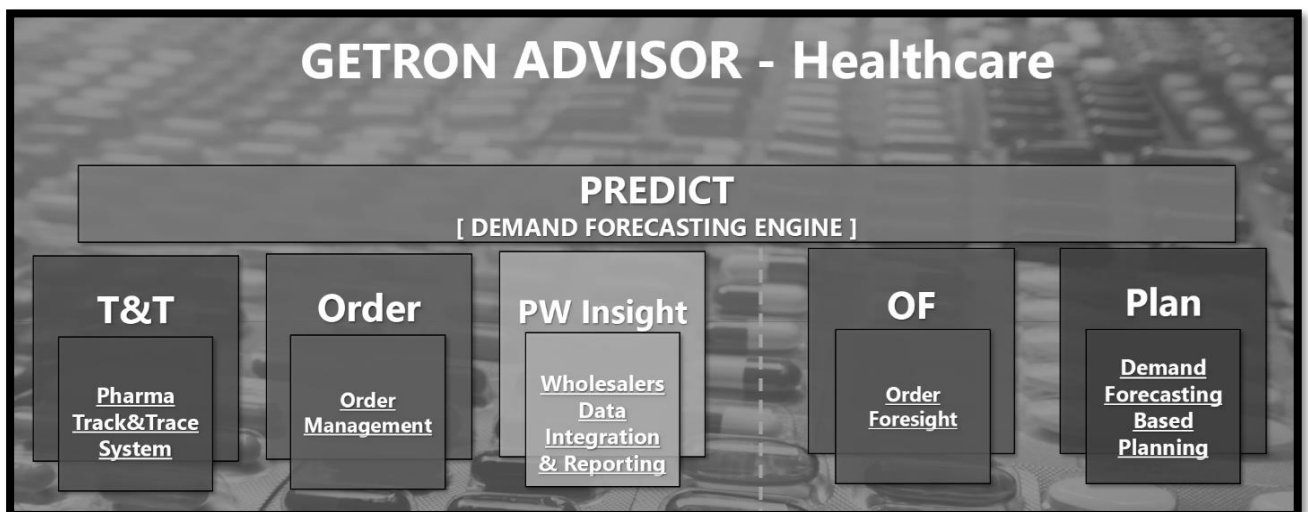 GETRON ADVISOR - Healthcare
PREDICT
[ DEMAND FORECASTING ENGINE ]
T&T
Pharma
Track&Trace
System
Order
Order
Management
PW Insight
Wholesalers
Data
Integration
& Reporting
OF
Order
Foresight
Plan
Demand
Forecasting
Based
Planning